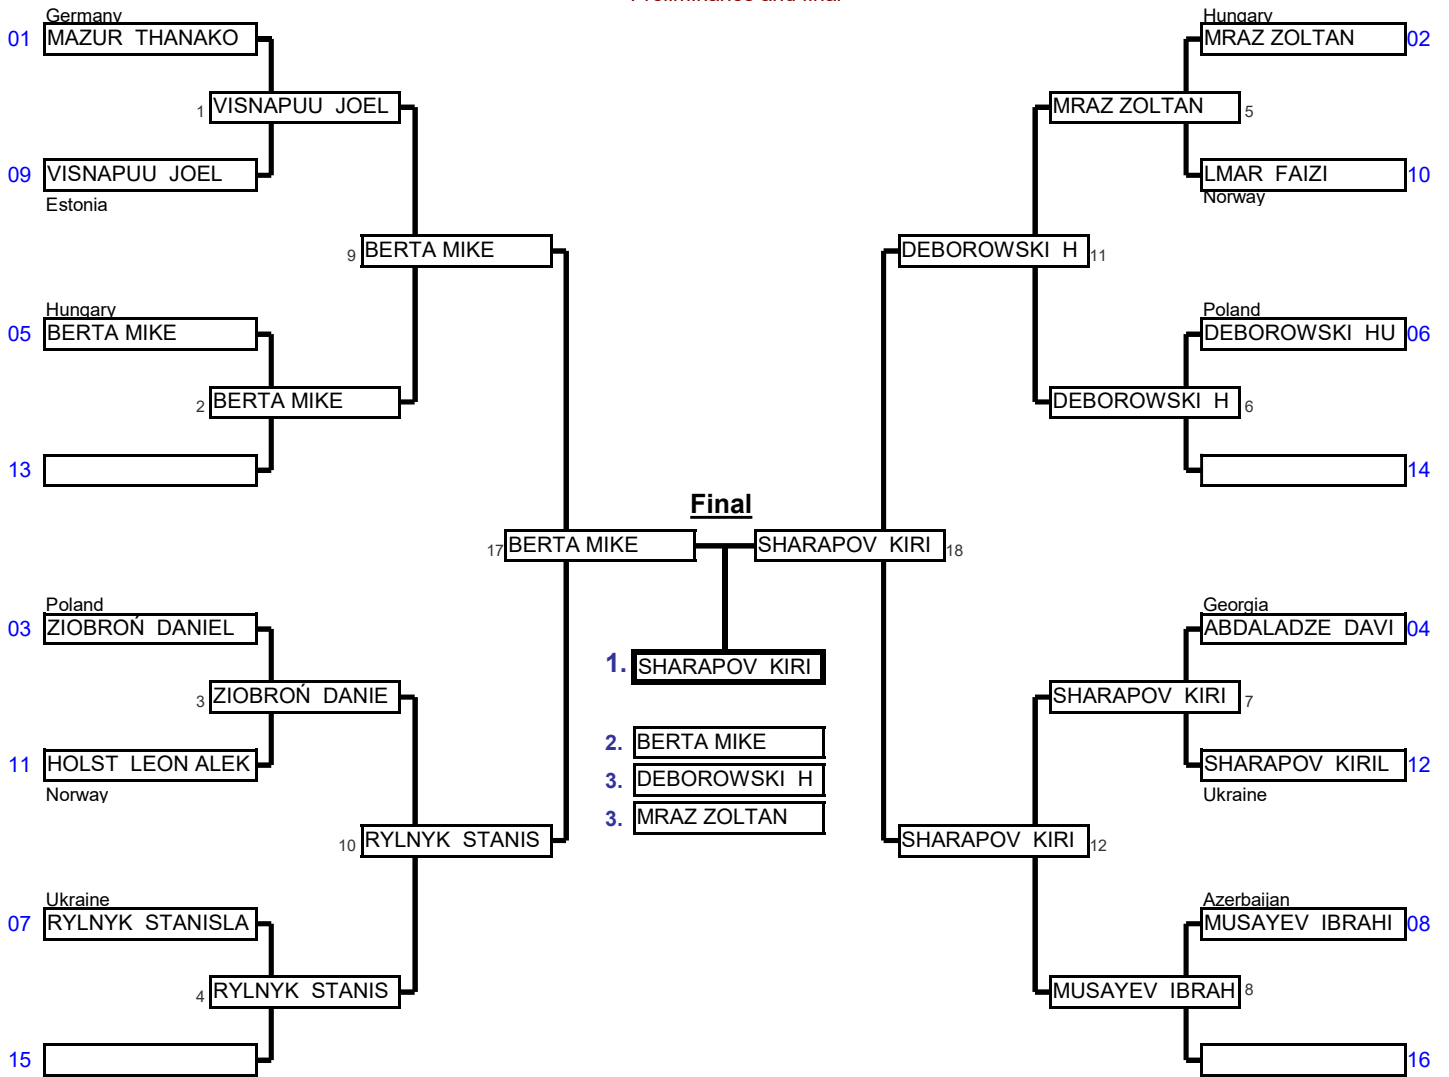 Preliminance and final
Germany
01 MAZUR THANAKO
1 VISNAPUU JOEL
09 VISNAPUU JOEL
Estonia
9 BERTA MIKE
Hungary
05 BERTA MIKE
2 BERTA MIKE
13
17 BERTA MIKE
Poland
03 ZIOBROŃ DANIEL
3 ZIOBROŃ DANIE
11 HOLST LEON ALEK
Norway
10 RYLNYK STANIS
Ukraine
07 RYLNYK STANISLA
4 RYLNYK STANIS
15
Final
1. SHARAPOV KIRI
2. BERTA MIKE
3. DEBOROWSKI H
3. MRAZ ZOLTAN
Hungary
MRAZ ZOLTAN 02
MRAZ ZOLTAN 5
LMAR FAIZI 10
Norway
DEBOROWSKI H 11
Poland
DEBOROWSKI HU 06
DEBOROWSKI H 6
14
SHARAPOV KIRI 18
Georgia
ABDALADZE DAVI 04
SHARAPOV KIRI 7
SHARAPOV KIRIL 12
Ukraine
SHARAPOV KIRI 12
Azerbaijan
MUSAYEV IBRAHI 08
MUSAYEV IBRAH 8
16